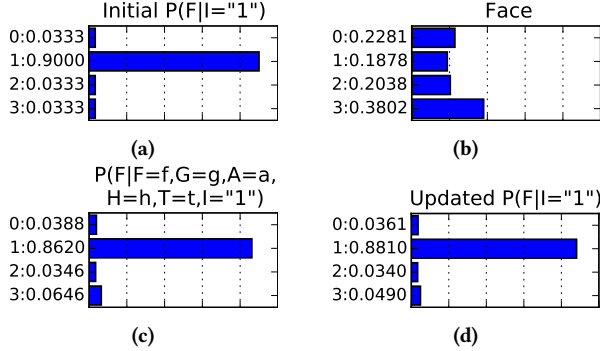 Initial P(F|I="1")
0:0.0333
1:0.9000
2:0.0333
3:0.0333
(a)
Face
0:0.2281
1:0.1878
2:0.2038
3:0.3802
(b)
P(F|F=f,G=g,A=a,
H=h,T=t,I="1")
0:0.0388
1:0.8620
2:0.0346
3:0.0646
(c)
Updated P(F|I="1")
0:0.0361
1:0.8810
2:0.0340
3:0.0490
(d)